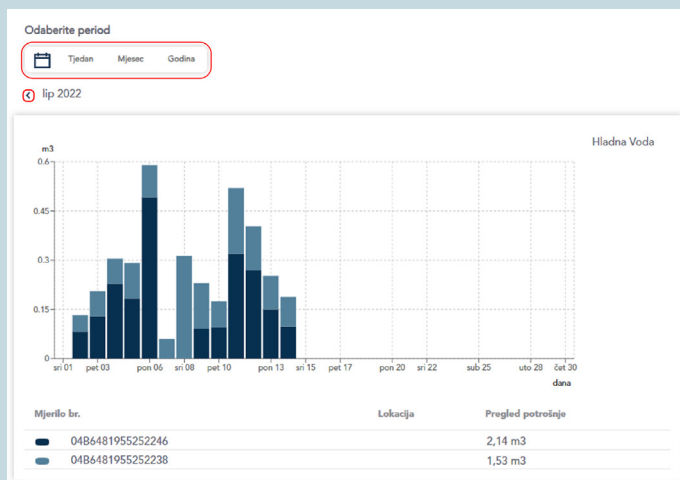 Odaberite period
Tjedan Mjesec Godina
lip 2022
Hladna Voda
m3
0.6
0.45
0.3
0.15
0
sri 01 pet 03 pon 06 sri 08 pet 10 pon 13 sri 15 pet 17 pon 20 sri 22 sub 25 uto 28 čet 30
dana
Mjerilo br. Lokacija Pregled potrošnje
04B6481955252246 2,14 m3
04B6481955252238 1,53 m3